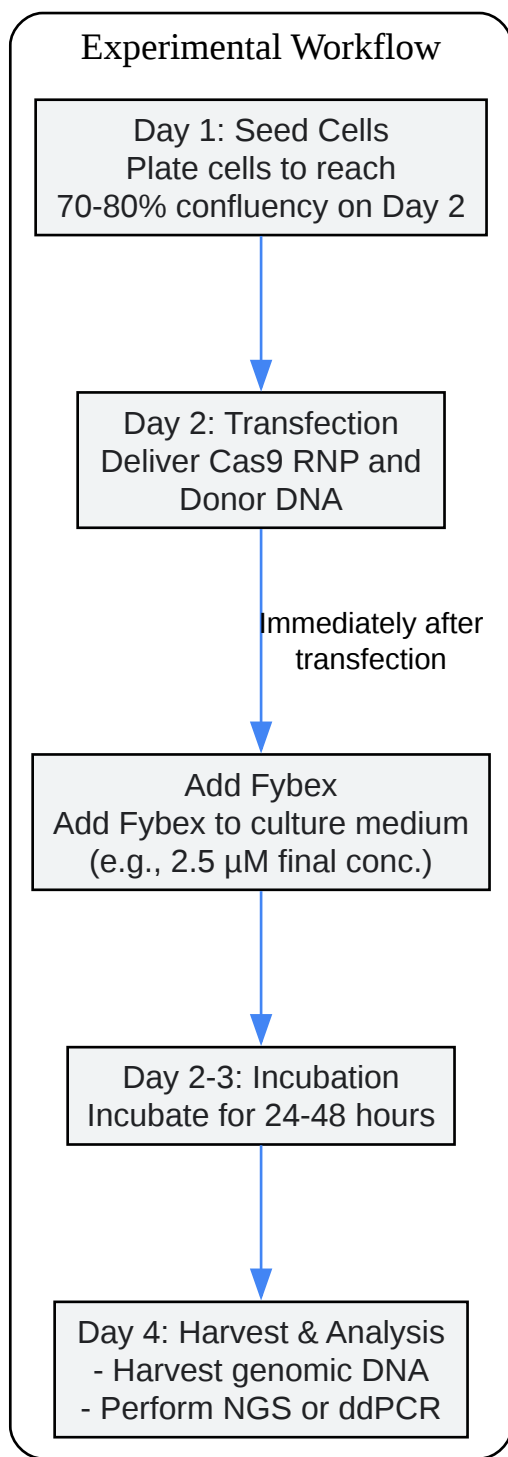 Experimental Workflow
Day 1: Seed Cells
Plate cells to reach
70-80% confluency on Day 2
Day 2: Transfection
Deliver Cas9 RNP and
Donor DNA
Immediately after
transfection
Add Fybex
Add Fybex to culture medium
(e.g., 2.5 µM final conc.)
Day 2-3: Incubation
Incubate for 24-48 hours
Day 4: Harvest & Analysis
- Harvest genomic DNA
- Perform NGS or ddPCR